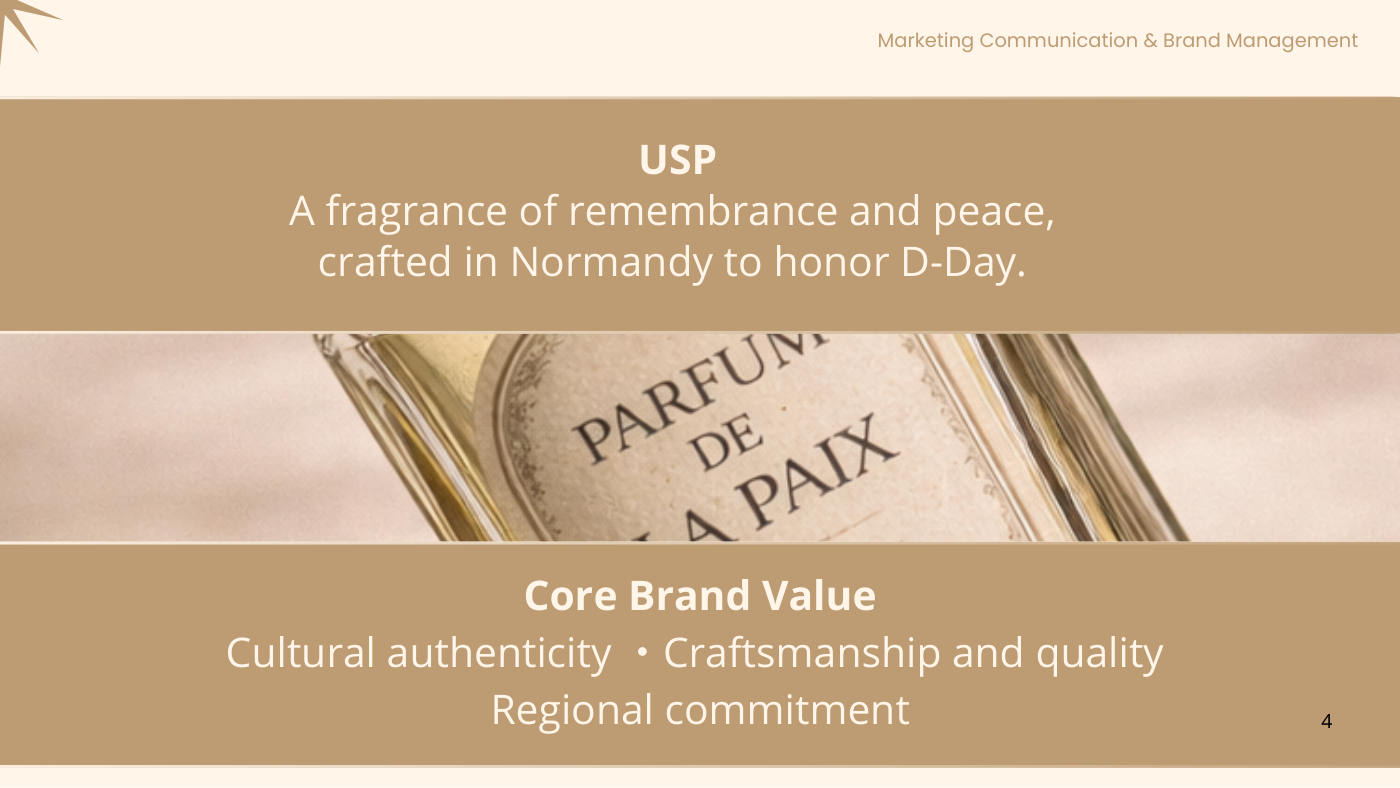 Marketing Communication & Brand Management
USP
A fragrance of remembrance and peace,
crafted in Normandy to honor D-Day.
PARFUM
DE
LA PAIX
Core Brand Value
Cultural authenticity • Craftsmanship and quality
Regional commitment
4